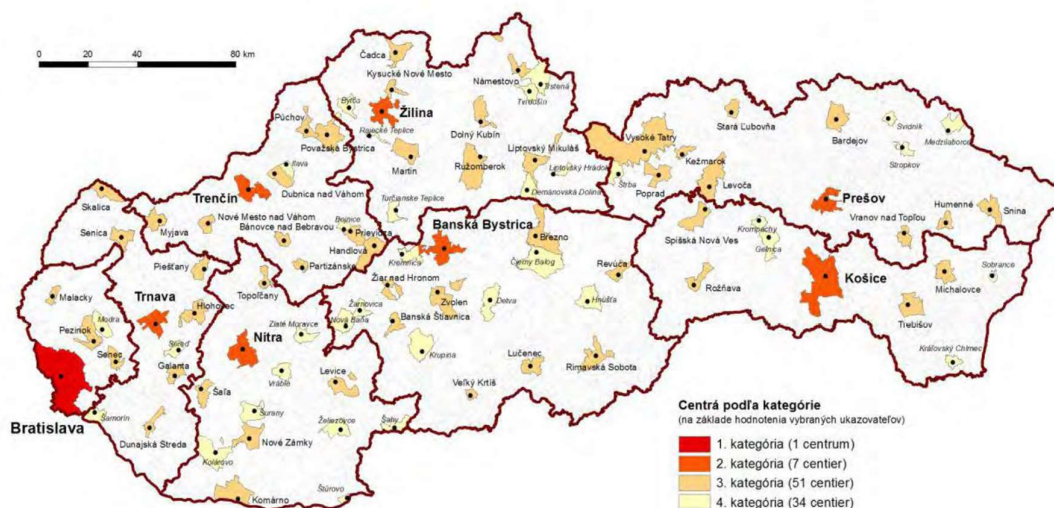 0 20 40 80 km
Čadca
Kysucké Nové Mesto
Námestovo
Trstená
Tvrdošín
Bytča
Žilina
Rajecké Teplice
Púchov
Považská Bystrica
Dolný Kubín
Martin
Ružomberok
Liptovský Mikuláš
Liptovský Hrádok
Demänovská Dolina
Vysoké Tatry
Stará Ľubovňa
Kežmarok
Štrba
Poprad
Levoča
Bardejov
Svidník
Medzilaborce
Stropkov
Prešov
Vranov nad Topľou
Humenné
Snina
Ilava
Dubnica nad Váhom
Trenčín
Turčianske Teplice
Skalica
Senica
Myjava
Nové Mesto nad Váhom
Bánovce nad Bebravou
Bojnice
Prievidza
Handlová
Partizánske
Banská Bystrica
Brezno
Čierny Balog
Kremnica
Spišská Nová Ves
Krompachy
Gelnica
Košice
Sobrance
Michalovce
Trebišov
Kráľovský Chlmec
Rožňava
Revúca
Piešťany
Topoľčany
Žiar nad Hronom
Žarnovica
Nová Baňa
Zvolen
Banská Štiavnica
Detva
Hnúšťa
Malacky
Trnava
Hlohovec
Modra
Pezinok
Senec
Sereď
Galanta
Nitra
Zlaté Moravce
Vráble
Krupina
Lučenec
Rimavská Sobota
Veľký Krtíš
Levice
Šaľa
Šurany
Želiezovce
Šahy
Bratislava
Šamorín
Dunajská Streda
Nové Zámky
Kolárovo
Komárno
Štúrovo
Centrá podľa kategórie
(na základe hodnotenia vybraných ukazovateľov)
1. kategória (1 centrum)
2. kategória (7 centier)
3. kategória (51 centier)
4. kategória (34 centier)